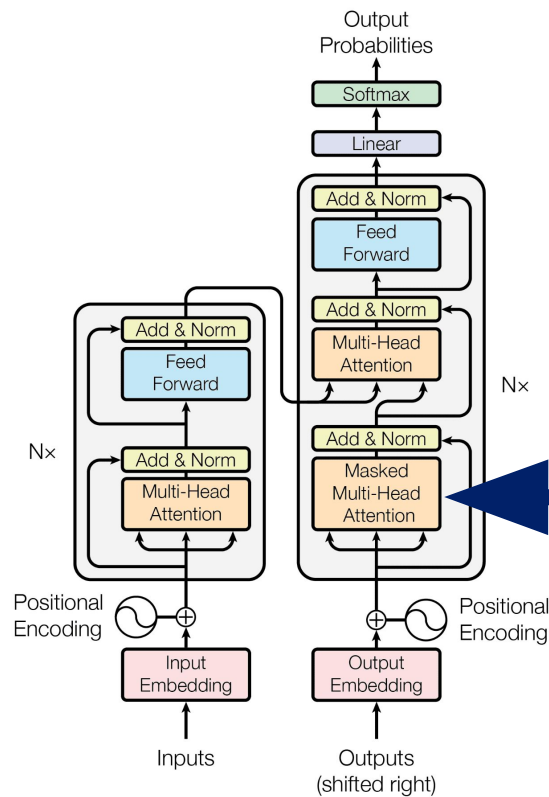 Output
Probabilities
Softmax
Linear
Add & Norm
Feed
Forward
Add & Norm
Multi-Head
Attention
Add & Norm
Masked
Multi-Head
Attention
Nx
Add & Norm
Feed
Forward
Add & Norm
Multi-Head
Attention
N×
Positional
Encoding
Positional
Encoding
Input
Embedding
Output
Embedding
Inputs
Outputs
(shifted right)